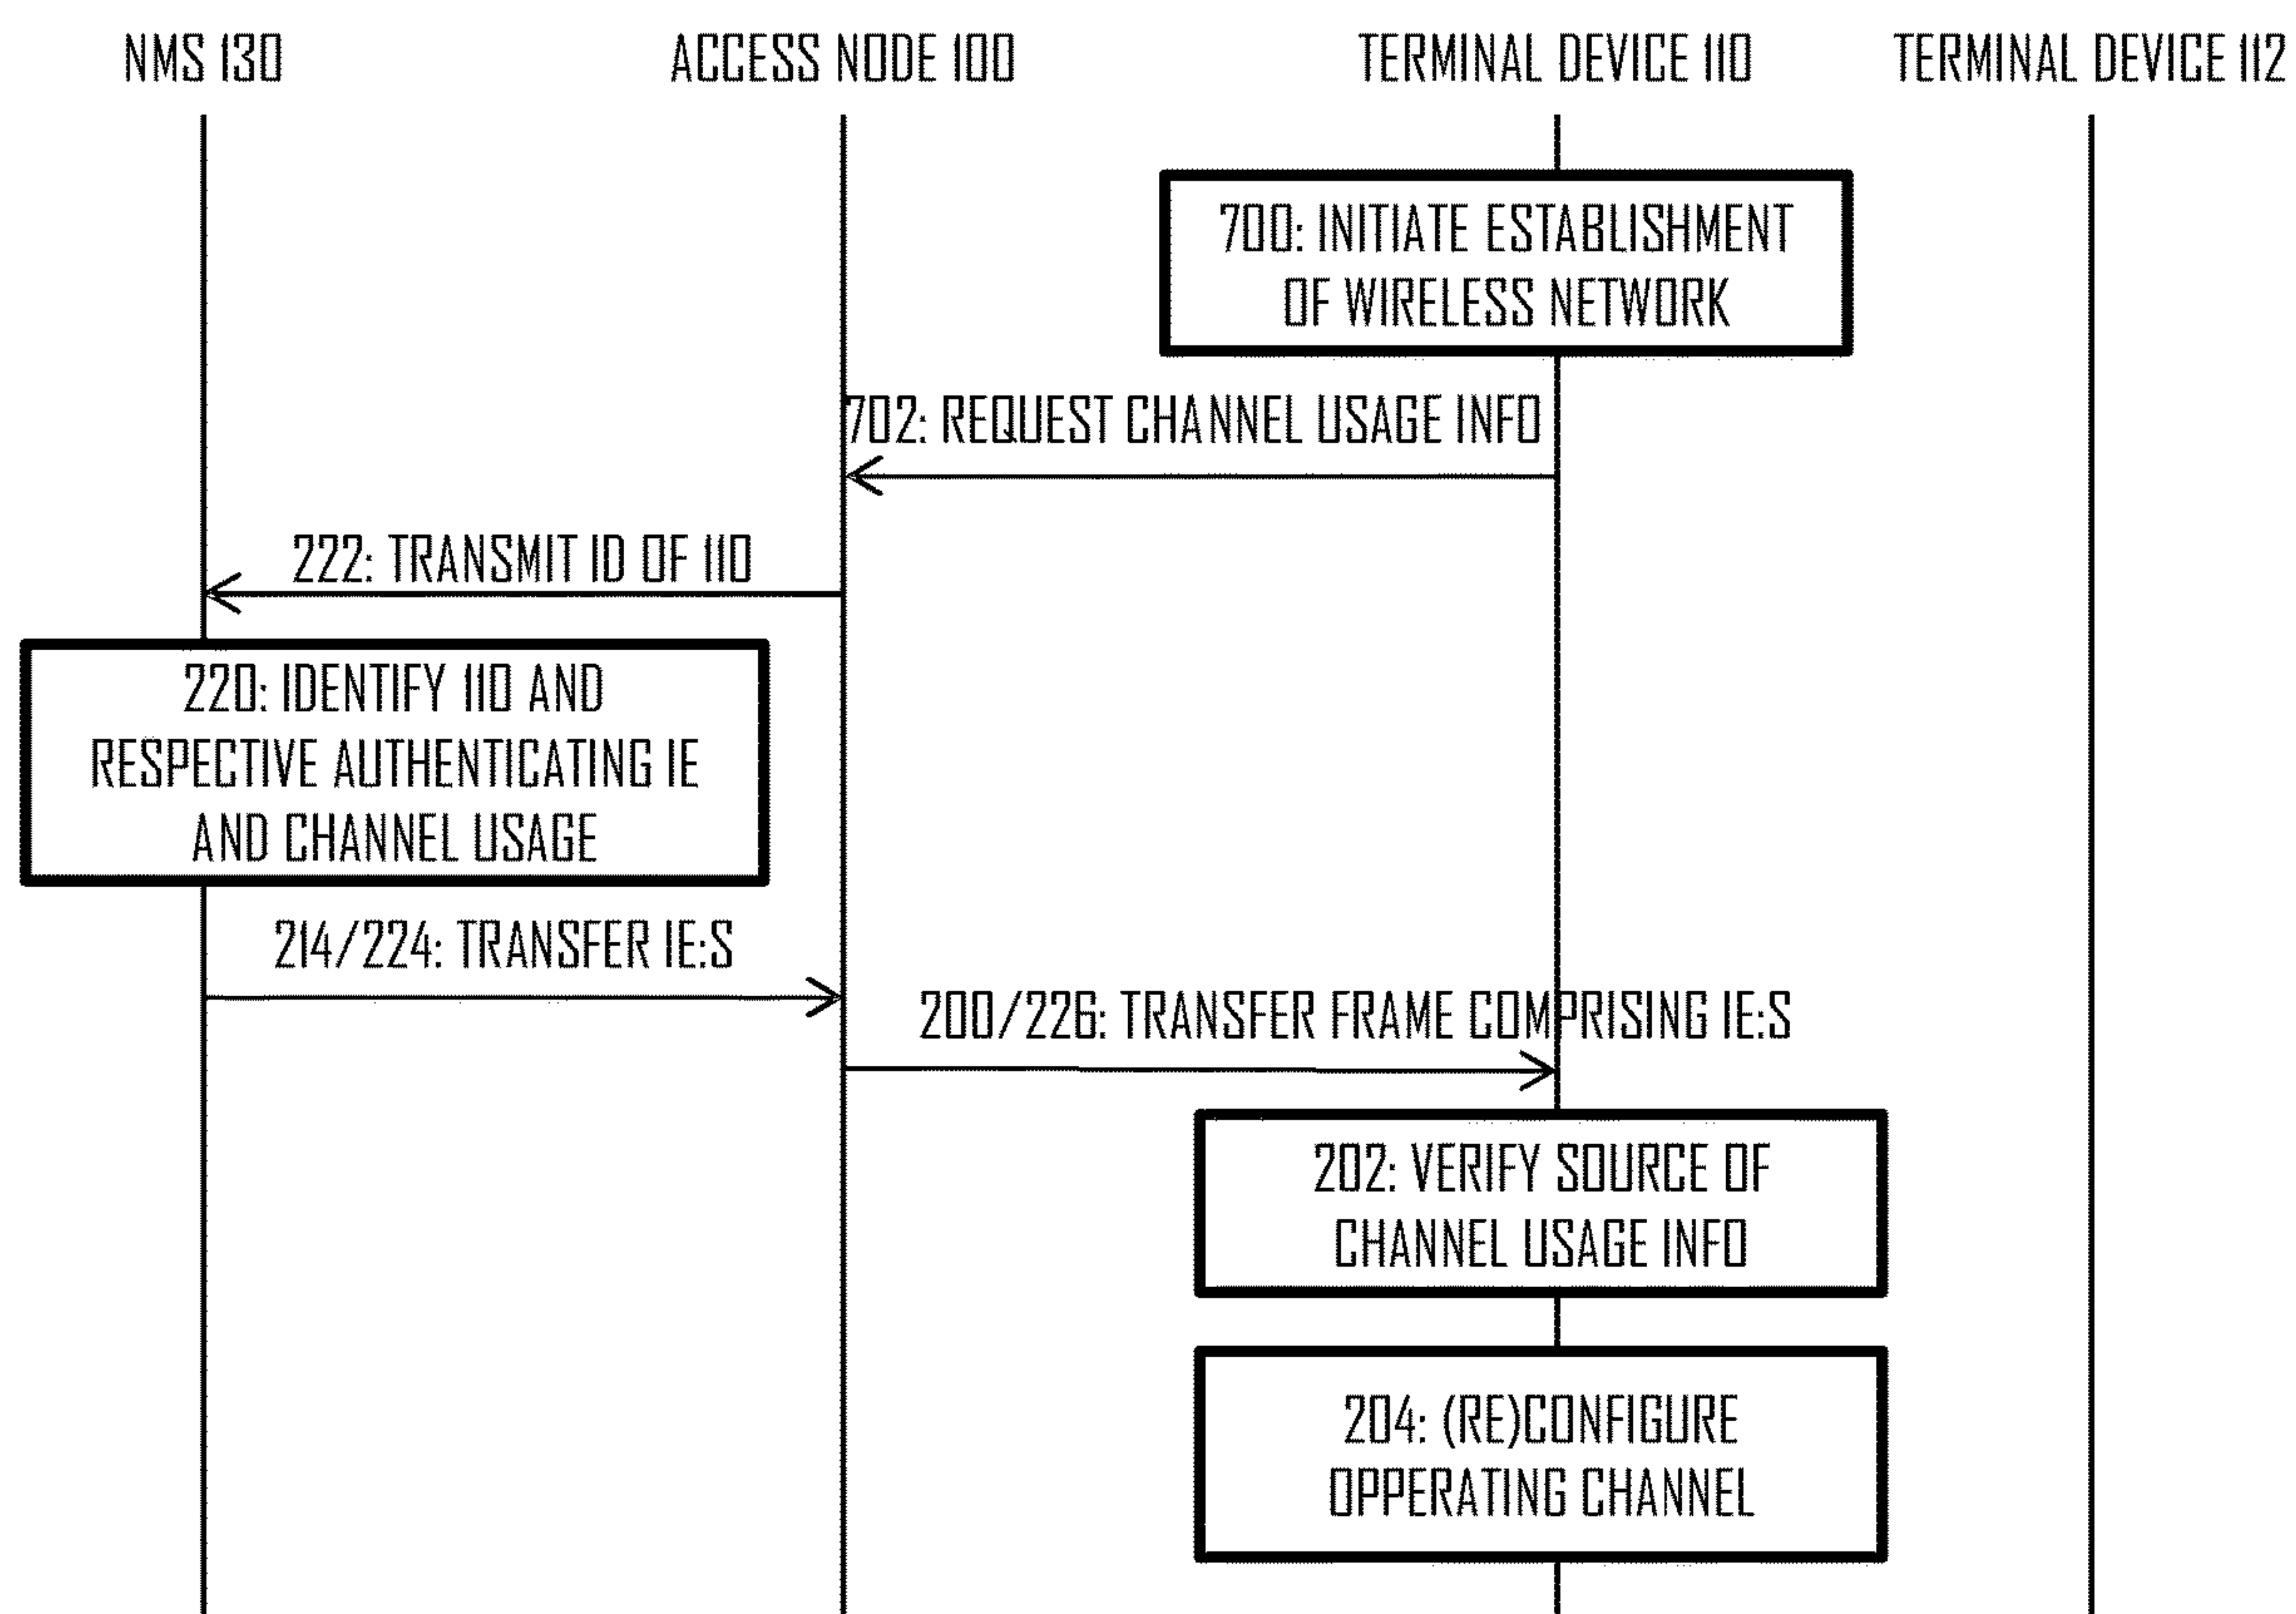 NMS 130
ACCESS NODE 100
TERMINAL DEVICE 110
TERMINAL DEVICE 112
700: INITIATE ESTABLISHMENT
OF WIRELESS NETWORK
702: REQUEST CHANNEL USAGE INFO
222: TRANSMIT ID OF 110
220: IDENTIFY 110 AND
RESPECTIVE AUTHENTICATING IE
AND CHANNEL USAGE
214/224: TRANSFER IE:S
200/226: TRANSFER FRAME COMPRISING IE:S
202: VERIFY SOURCE OF
CHANNEL USAGE INFO
204: (RE)CONFIGURE
OPPERATING CHANNEL